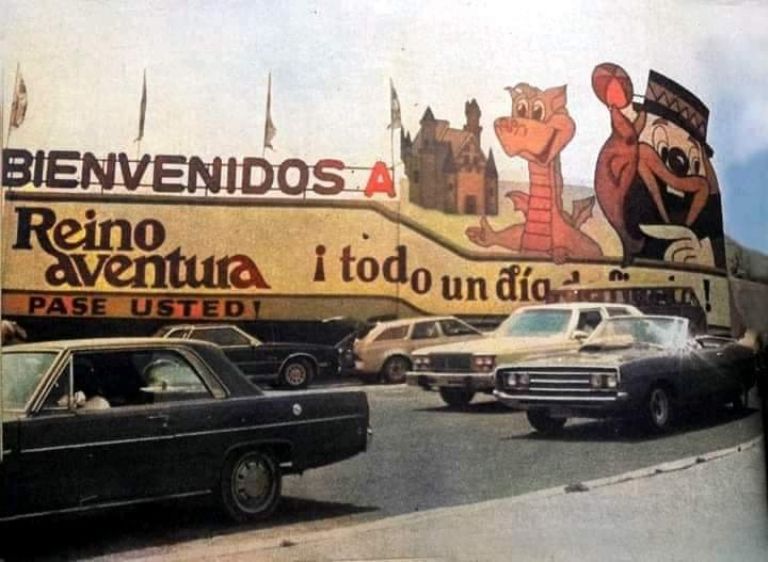 BIENVENIDOS A
Reino aventura
PASE USTED!
¡todo un día !